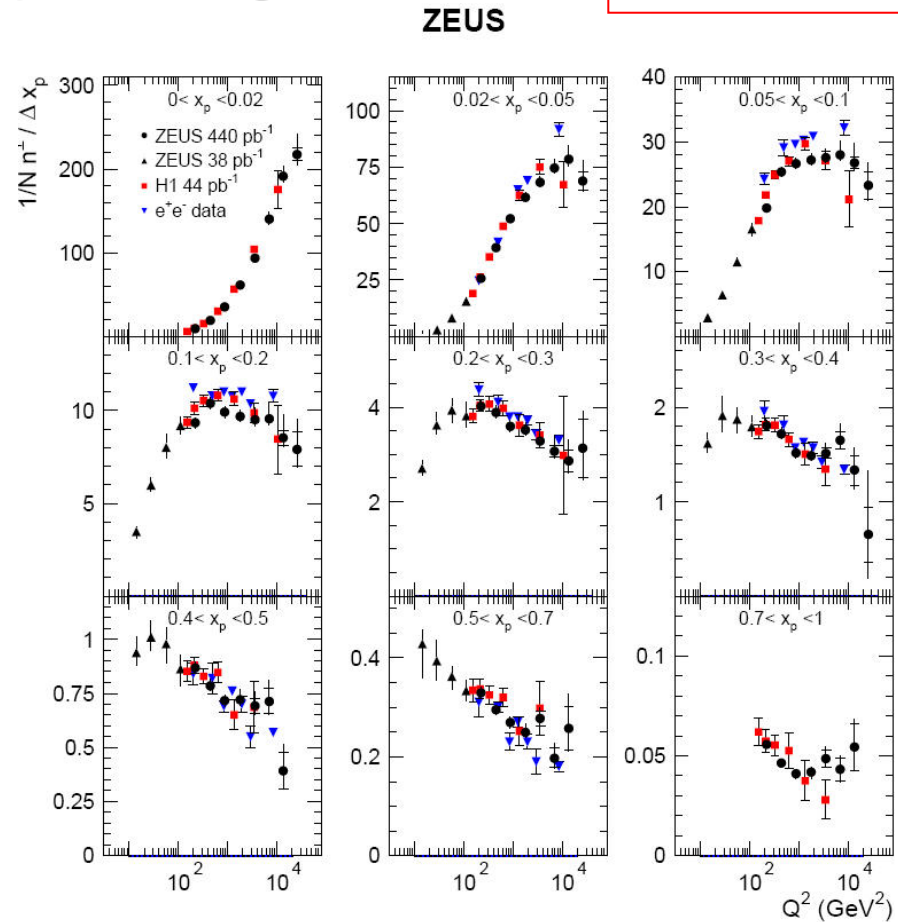 ZEUS
1/N n± / Δ xp
300
200
100
0< xp <0.02
ZEUS 440 pb-1
ZEUS 38 pb-1
H1 44 pb-1
e+e- data
100
75
50
25
0.02< xp <0.05
40
30
20
10
0.05< xp <0.1
10
5
0.1< xp <0.2
4
2
0.2< xp <0.3
2
1
0.3< xp <0.4
1
0.75
0.5
0.25
0
0.4< xp <0.5
0.4
0.2
0
0.5< xp <0.7
0.1
0.05
0
0.7< xp <1
10² 10⁴
10² 10⁴
10² 10⁴
Q² (GeV²)